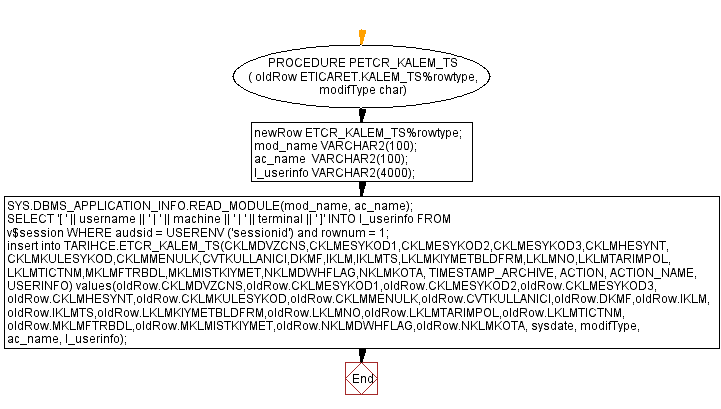 PROCEDURE PETCR_KALEM_TS
( oldRow ETICARET.KALEM_TS%rowtype,
modifType char)
newRow ETCR_KALEM_TS%rowtype;
mod_name VARCHAR2(100);
ac_name VARCHAR2(100);
l_userinfo VARCHAR2(4000);
SYS.DBMS_APPLICATION_INFO.READ_MODULE(mod_name, ac_name);
SELECT '[ ' || username || ' | ' || machine || ' | ' || terminal || ' ]' INTO l_userinfo FROM
v$session WHERE audsid = USERENV ('sessionid') and rownum = 1;
insert into TARIHCE.ETCR_KALEM_TS(CKLMDVZCNS,CKLMESYKOD1,CKLMESYKOD2,CKLMESYKOD3,CKLMHESYNT,
CKLMKULESYKOD,CKLMMENULK,CVTKULLANICI,DKMF,IKLM,IKLMTS,LKLMKIYMETBLDFRM,LKLMNO,LKLMTARIMPOL,
LKLMTICTNM,MKLMFTRBDL,MKLMISTKIYMET,NKLMDWHFLAG,NKLMKOTA, TIMESTAMP_ARCHIVE, ACTION, ACTION_NAME,
USERINFO) values(oldRow.CKLMDVZCNS,oldRow.CKLMESYKOD1,oldRow.CKLMESYKOD2,oldRow.CKLMESYKOD3,
oldRow.CKLMHESYNT,oldRow.CKLMKULESYKOD,oldRow.CKLMMENULK,oldRow.CVTKULLANICI,oldRow.DKMF,oldRow.IKLM,
oldRow.IKLMTS,oldRow.LKLMKIYMETBLDFRM,oldRow.LKLMNO,oldRow.LKLMTARIMPOL,oldRow.LKLMTICTNM,
oldRow.MKLMFTRBDL,oldRow.MKLMISTKIYMET,oldRow.NKLMDWHFLAG,oldRow.NKLMKOTA, sysdate, modifType,
ac_name, l_userinfo);
End